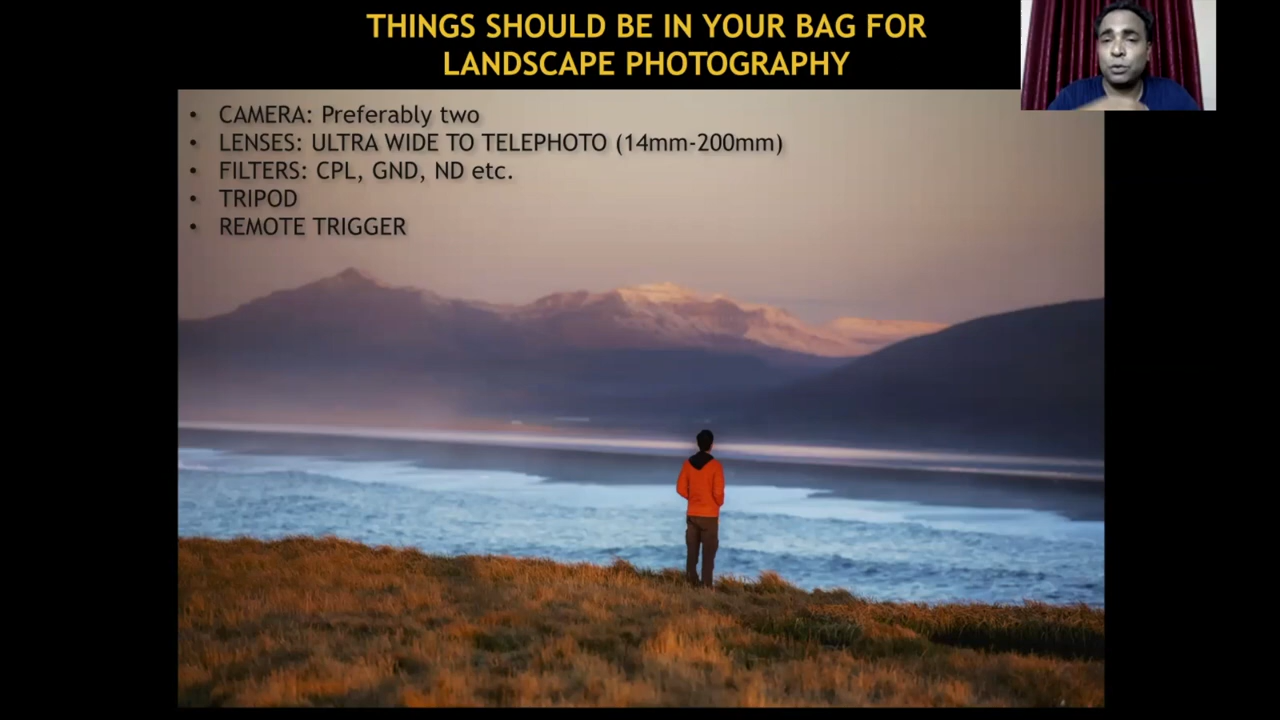 THINGS SHOULD BE IN YOUR BAG FOR
LANDSCAPE PHOTOGRAPHY
• CAMERA: Preferably two
• LENSES: ULTRA WIDE TO TELEPHOTO (14mm-200mm)
• FILTERS: CPL, GND, ND etc.
• TRIPOD
• REMOTE TRIGGER